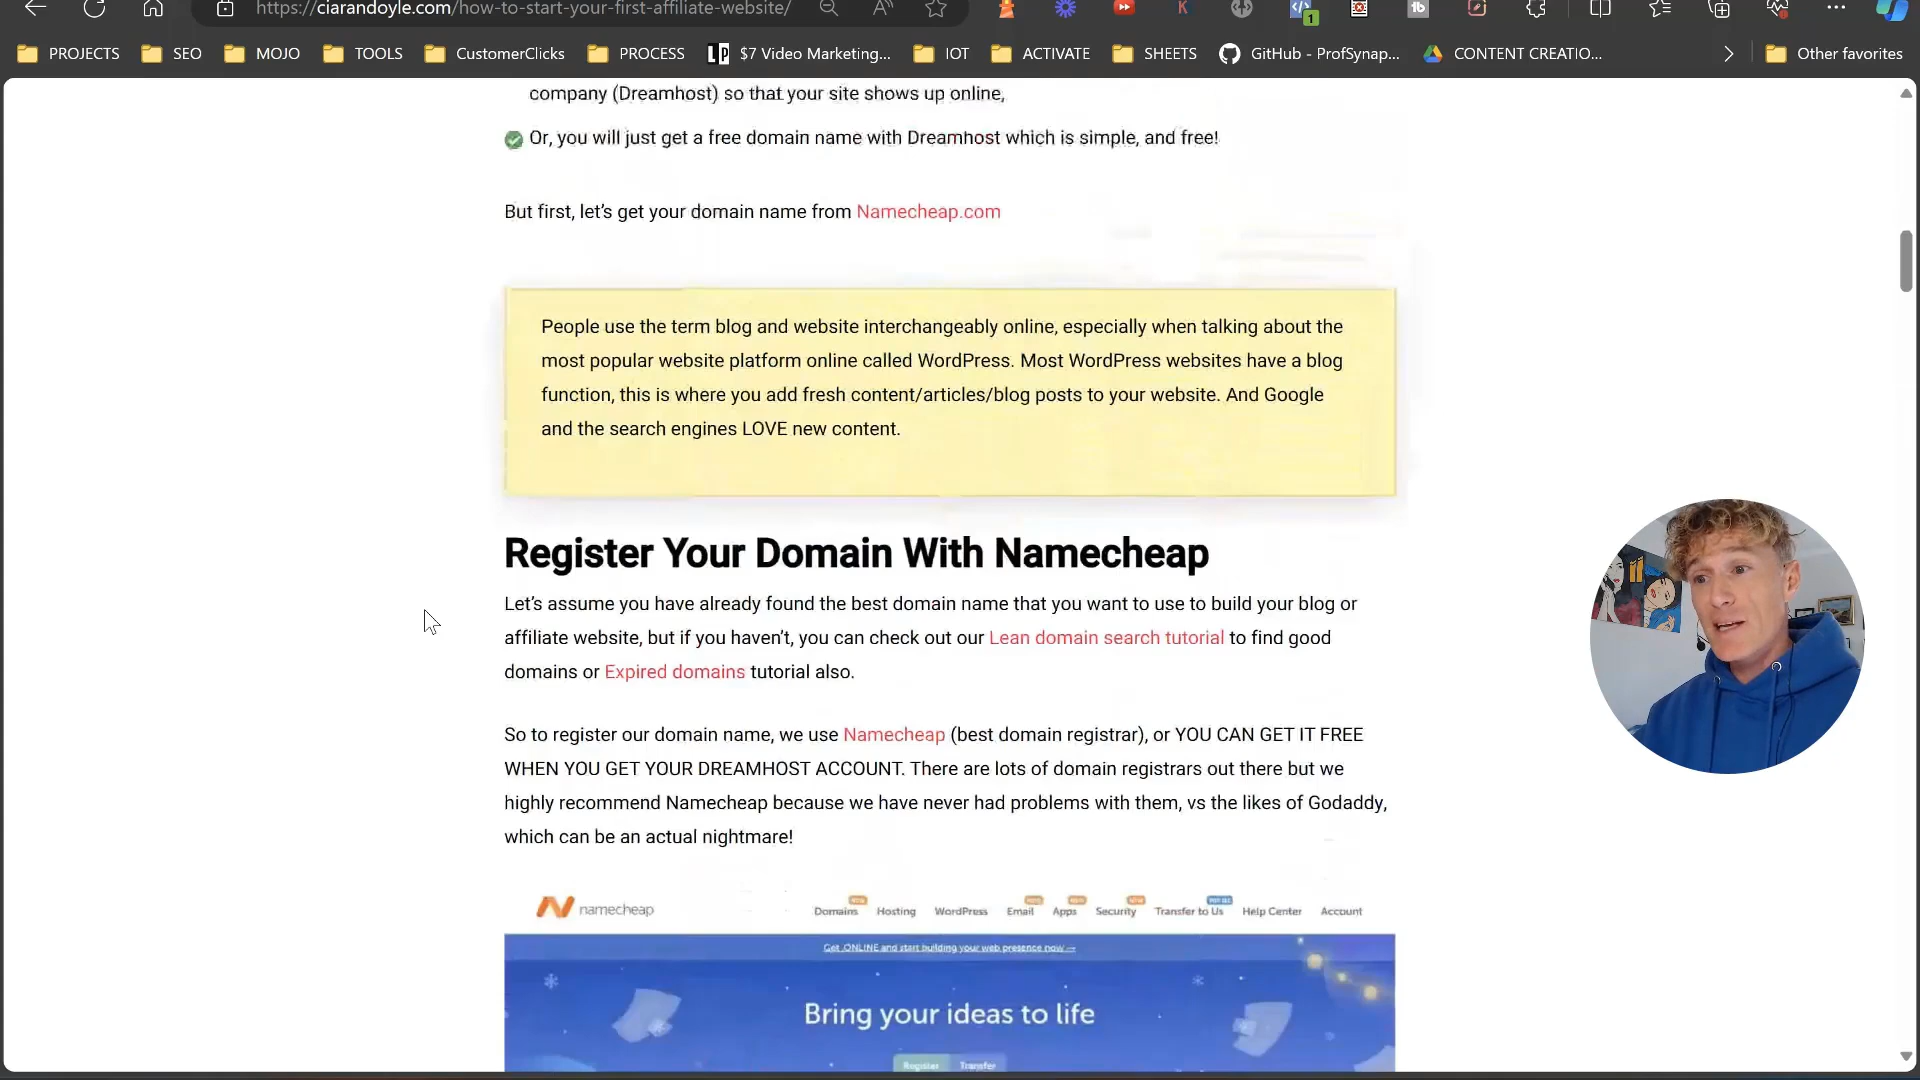 https://ciarandoyle.com/how-to-start-your-first-affiliate-website/
1
PROJECTS SEO MOJO TOOLS CustomerClicks PROCESS LP $7 Video Marketing... IOT ACTIVATE SHEETS GitHub - ProfSynap... CONTENT CREATIO... Other favorites
company (Dreamhost) so that your site shows up online,
Or, you will just get a free domain name with Dreamhost which is simple, and free!
But first, let’s get your domain name from Namecheap.com
People use the term blog and website interchangeably online, especially when talking about the
most popular website platform online called WordPress. Most WordPress websites have a blog
function, this is where you add fresh content/articles/blog posts to your website. And Google
and the search engines LOVE new content.
Register Your Domain With Namecheap
Let’s assume you have already found the best domain name that you want to use to build your blog or
affiliate website, but if you haven’t, you can check out our Lean domain search tutorial to find good
domains or Expired domains tutorial also.
So to register our domain name, we use Namecheap (best domain registrar), or YOU CAN GET IT FREE
WHEN YOU GET YOUR DREAMHOST ACCOUNT. There are lots of domain registrars out there but we
highly recommend Namecheap because we have never had problems with them, vs the likes of Godaddy,
which can be an actual nightmare!
namecheap Domains Hosting WordPress Email Apps Security Transfer to Us Help Center Account
Get .ONLINE and start building your web presence now
Bring your ideas to life
Register Transfer